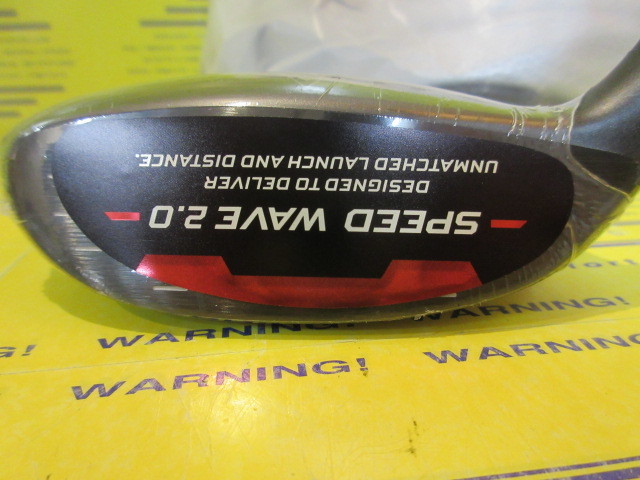 SPEED WAVE 2.0
DESIGNED TO DELIVER
UNMATCHED LAUNCH AND DISTANCE.
WARNING!
WARNING!
WARNING!
WARNING!
WARNING!